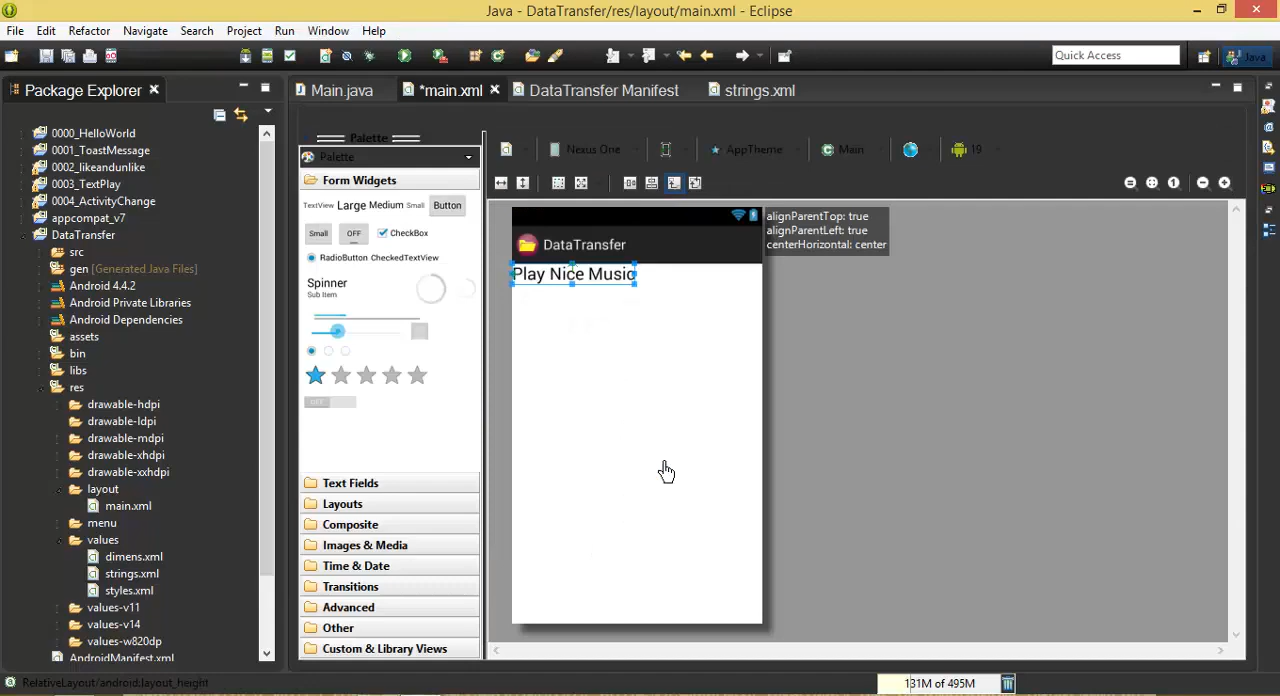 Java - DataTransfer/res/layout/main.xml - Eclipse
File Edit Refactor Navigate Search Project Run Window Help
Quick Access
Java
Package Explorer
Main.java
*main.xml
DataTransfer Manifest
strings.xml
0000_HelloWorld
0001_ToastMessage
0002_likeandunlike
0003_TextPlay
0004_ActivityChange
appcompat_v7
DataTransfer
src
gen [Generated Java Files]
Android 4.4.2
Android Private Libraries
Android Dependencies
assets
bin
libs
res
drawable-hdpi
drawable-ldpi
drawable-mdpi
drawable-xhdpi
drawable-xxhdpi
layout
main.xml
menu
values
dimens.xml
strings.xml
styles.xml
values-v11
values-v14
values-w820dp
AndroidManifest.xml
Palette
Palette
Form Widgets
TextView Large Medium Small Button
Small OFF CheckBox
RadioButton CheckedTextView
Spinner
Sub Item
OFF
Text Fields
Layouts
Composite
Images & Media
Time & Date
Transitions
Advanced
Other
Custom & Library Views
Nexus One
AppTheme
Main
19
DataTransfer
Play Nice Music
alignParentTop: true
alignParentLeft: true
centerHorizontal: center
RelativeLayout/android:layout_height
131M of 495M